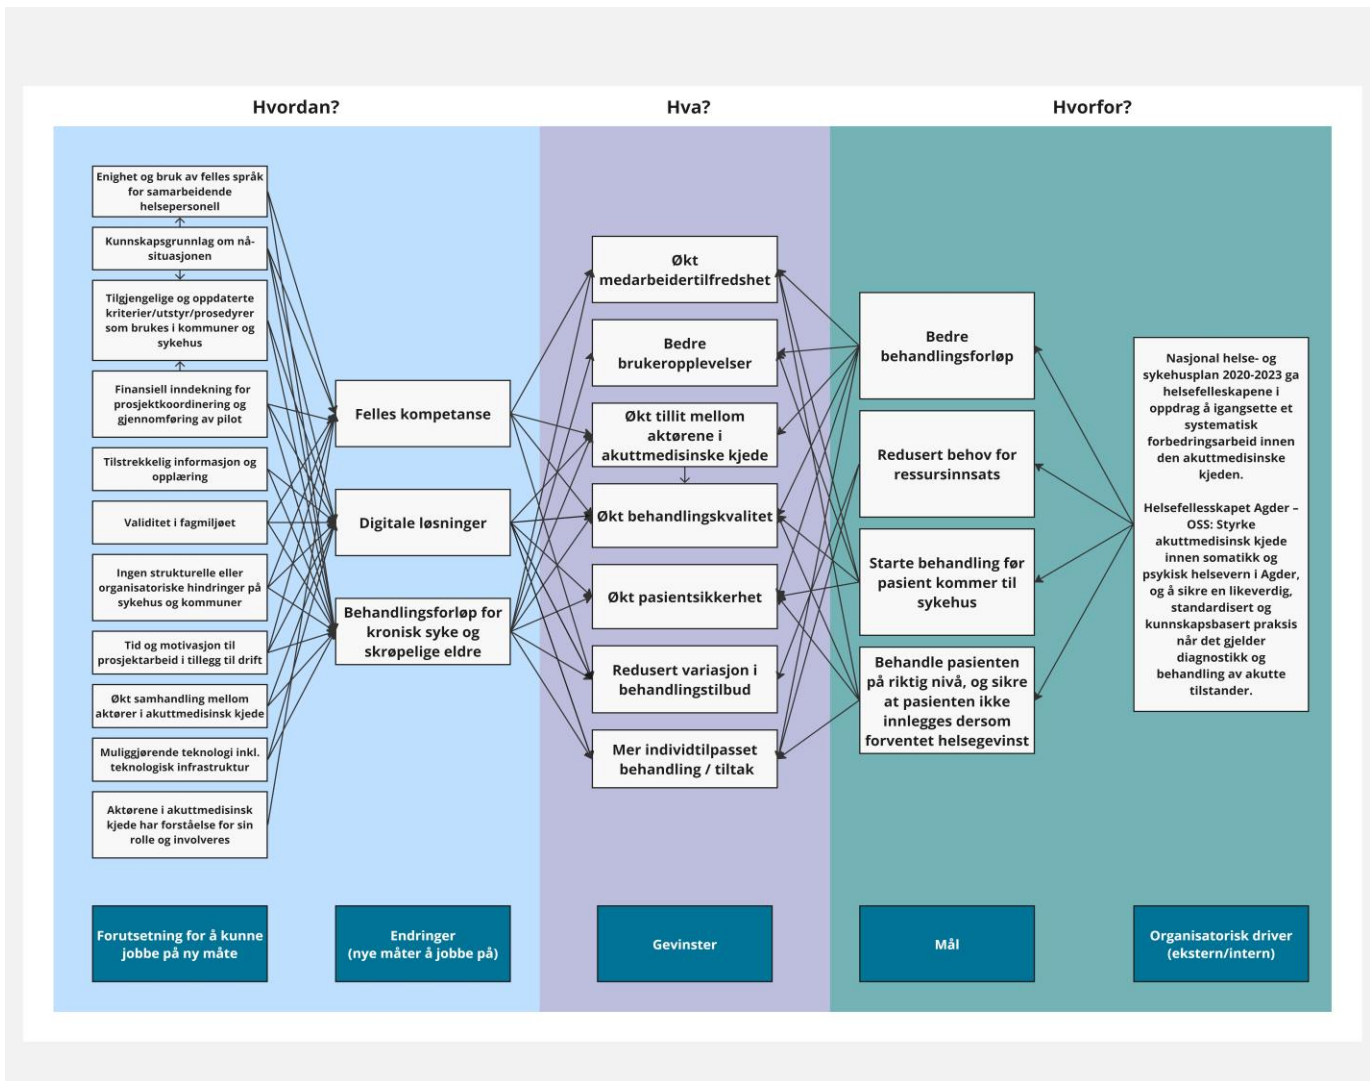 Hvordan?
Hva?
Hvorfor?
Enighet og bruk av felles språk
for samarbeidende
helsepersonell
Kunnskapsgrunnlag om nå-
situasjonen
Tilgjengelige og oppdaterte
kriterier/utstyr/prosedyrer
som brukes i kommuner og
sykehus
Finansiell inndekning for
prosjektkoordinering og
gjennomføring av pilot
Tilstrekkelig informasjon og
opplæring
Validitet i fagmiljøet
Ingen strukturelle eller
organisatoriske hindringer på
sykehus og kommuner
Tid og motivasjon til
prosjektarbeid i tillegg til drift
Økt samhandling mellom
aktører i akuttmedisinsk kjede
Muliggjørende teknologi inkl.
teknologisk infrastruktur
Aktørene i akuttmedisinsk
kjede har forståelse for sin
rolle og involveres
Felles kompetanse
Digitale løsninger
Behandlingsforløp for
kronisk syke og
skrøpelige eldre
Økt
medarbeidertilfredshet
Bedre
brukeropplevelser
Økt tillit mellom
aktørene i
akuttmedisinske kjede
Økt behandlingskvalitet
Økt pasientsikkerhet
Redusert variasjon i
behandlingstilbud
Mer individtilpasset
behandling / tiltak
Bedre
behandlingsforløp
Redusert behov for
ressursinnsats
Starte behandling før
pasient kommer til
sykehus
Behandle pasienten
på riktig nivå, og sikre
at pasienten ikke
innlegges dersom
forventet helsegevinst
Nasjonal helse- og
sykehusplan 2020-2023 ga
helsefelleskapene i
oppdrag å igangsette et
systematisk
forbedringsarbeid innen
den akuttmedisinske
kjeden.
Helsefellesskapet Agder –
OSS: Styrke
akuttmedisinsk kjede
innen somatikk og
psykisk helsevern i Agder,
og å sikre en likeverdig,
standardisert og
kunnskapsbasert praksis
når det gjelder
diagnostikk og
behandling av akutte
tilstander.
Forutsetning for å kunne
jobbe på ny måte
Endringer
(nye måter å jobbe på)
Gevinster
Mål
Organisatorisk driver
(ekstern/intern)